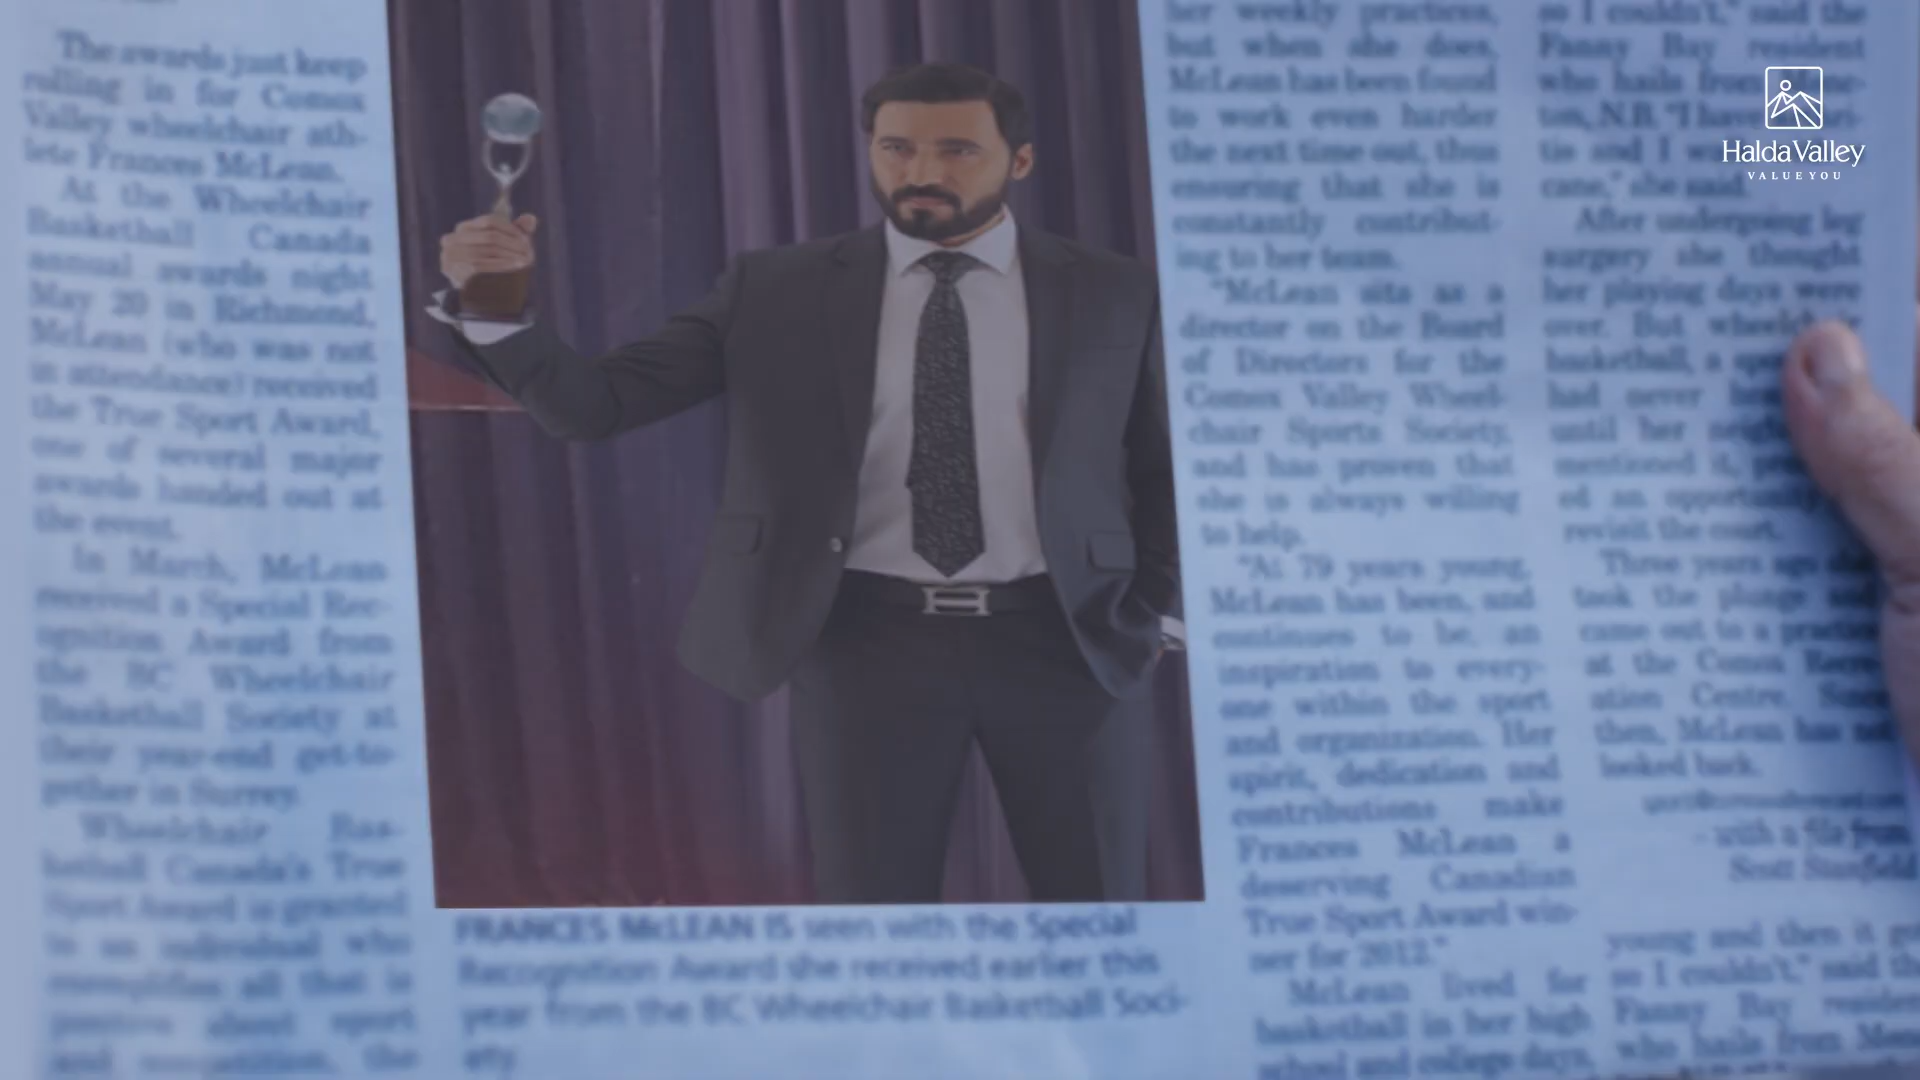 The awards just keep
rolling in for Comox
Valley wheelchair ath-
lete Frances McLean.
At the Wheelchair
Basketball Canada
annual awards night
May 20 in Richmond,
McLean (who was not
in attendance) received
the True Sport Award,
one of several major
awards handed out at
the event.
In March, McLean
received a Special Rec-
ognition Award from
the BC Wheelchair
Basketball Society at
their year-end get-to-
gether in Surrey.
Wheelchair Bas-
ketball Canada's True
Sport Award is granted
to an individual who
exemplifies all that is
positive about sport
and competition, the
FRANCES McLEAN IS seen with the Special
Recognition Award she received earlier this
year from the BC Wheelchair Basketball Soci-
ety.
her weekly practices,
but when she does,
McLean has been found
to work even harder
the next time out, thus
ensuring that she is
constantly contribut-
ing to her team.
"McLean sits as a
director on the Board
of Directors for the
Comox Valley Wheel-
chair Sports Society,
and has proven that
she is always willing
to help.
"At 79 years young,
McLean has been, and
continues to be, an
inspiration to every-
one within the sport
and organization. Her
spirit, dedication and
contributions make
Frances McLean a
deserving Canadian
True Sport Award win-
ner for 2012."
McLean lived for
basketball in her high
school and college days,
so I couldn't," said the
Fanny Bay resident
who hails from
ton, N.B. "I have
tis and I
cane," she said.
After undergoing leg
surgery she thought
her playing days were
over. But
basketball, a
had never
until her
mentioned it,
ed an opportunity
revisit the court.
Three years ago
took the plunge
came out to a practice
at the Comox Recre-
ation Centre. Since
then, McLean has not
looked back.
- with a file from
Scott Stanfield
young and then it
so I couldn't," said the
Fanny Bay resident
who hails from
HaldaValley
VALUE YOU